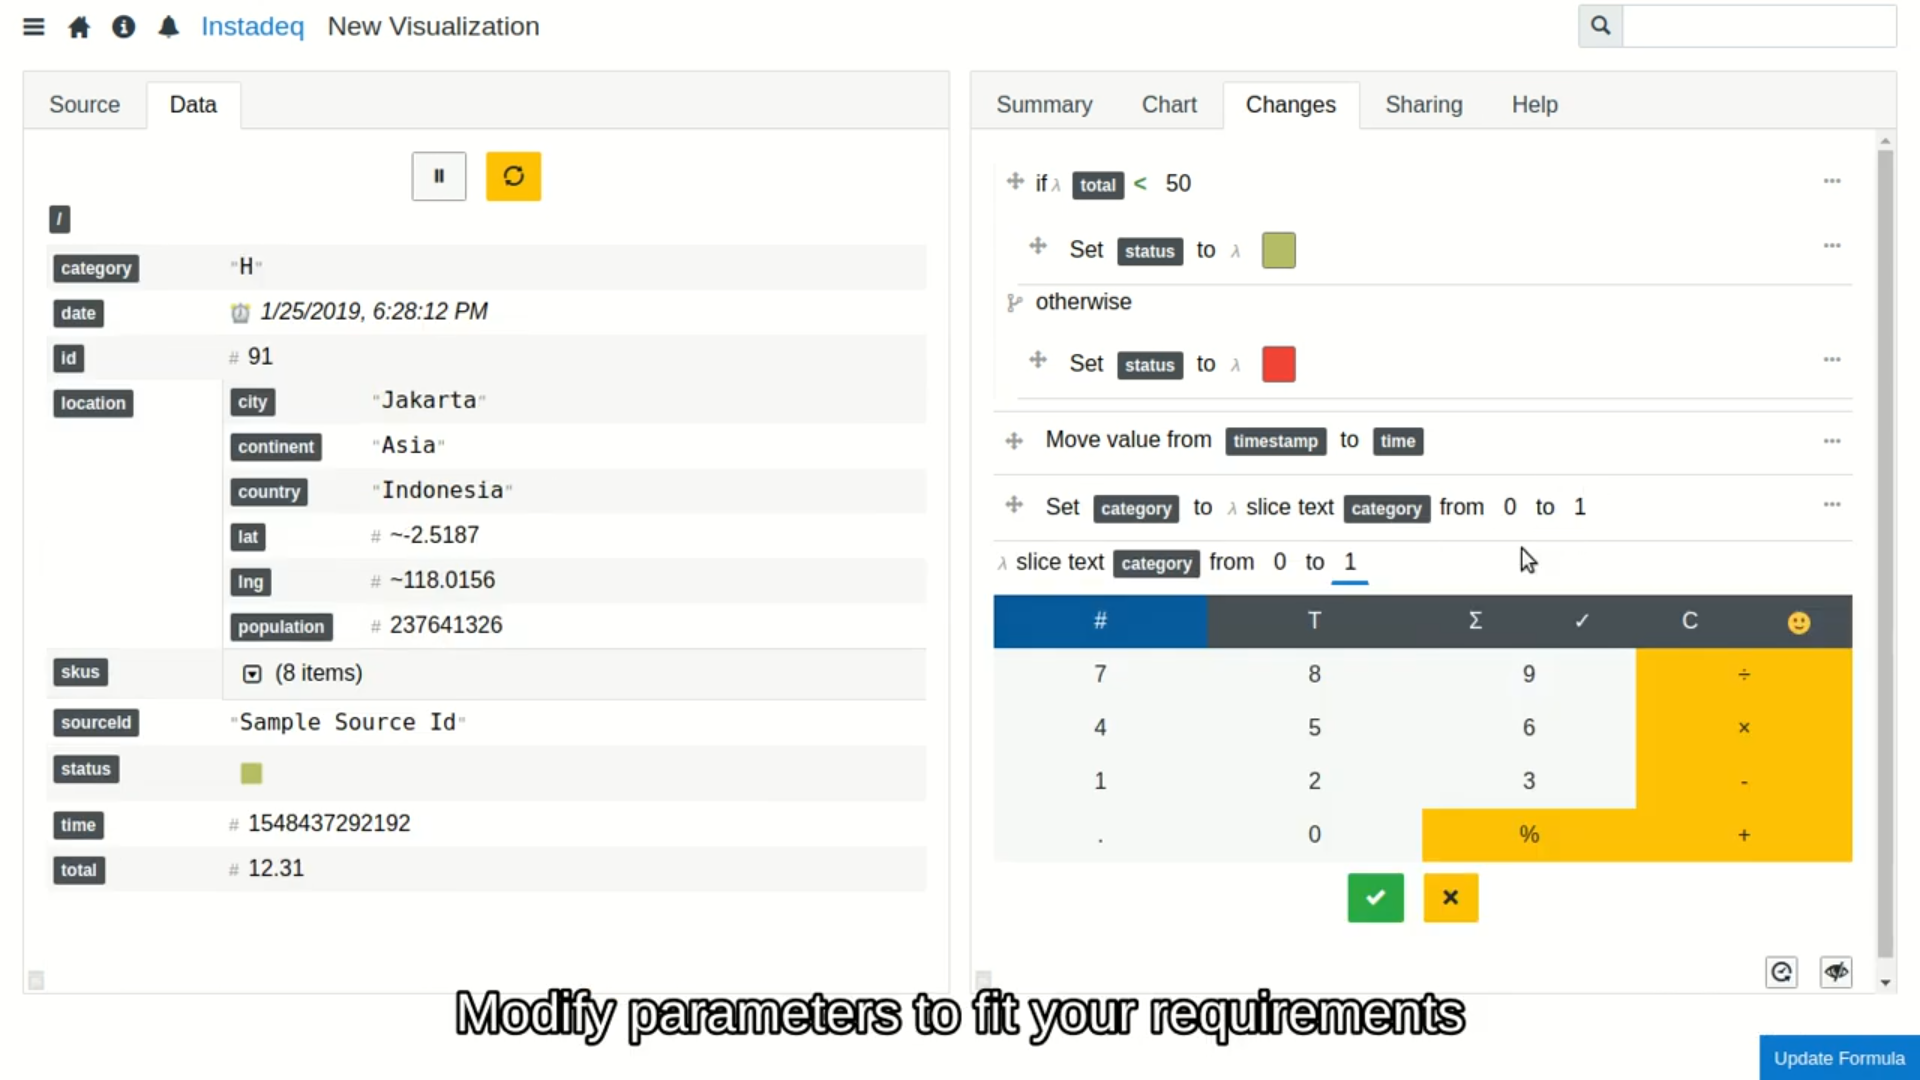 Instadeq New Visualization
Source Data
Summary Chart Changes Sharing Help
/
category "H"
date 1/25/2019, 6:28:12 PM
id # 91
location city "Jakarta"
continent "Asia"
country "Indonesia"
lat # ~-2.5187
lng # ~118.0156
population # 237641326
skus (8 items)
sourceId "Sample Source Id"
status
time # 1548437292192
total # 12.31
if λ total < 50 ...
Set status to λ ...
otherwise
Set status to λ ...
Move value from timestamp to time ...
Set category to λ slice text category from 0 to 1 ...
λ slice text category from 0 to 1
# T Σ ✓ C
7 8 9 ÷
4 5 6 ×
1 2 3 -
. 0 % +
Modify parameters to fit your requirements
Update Formula